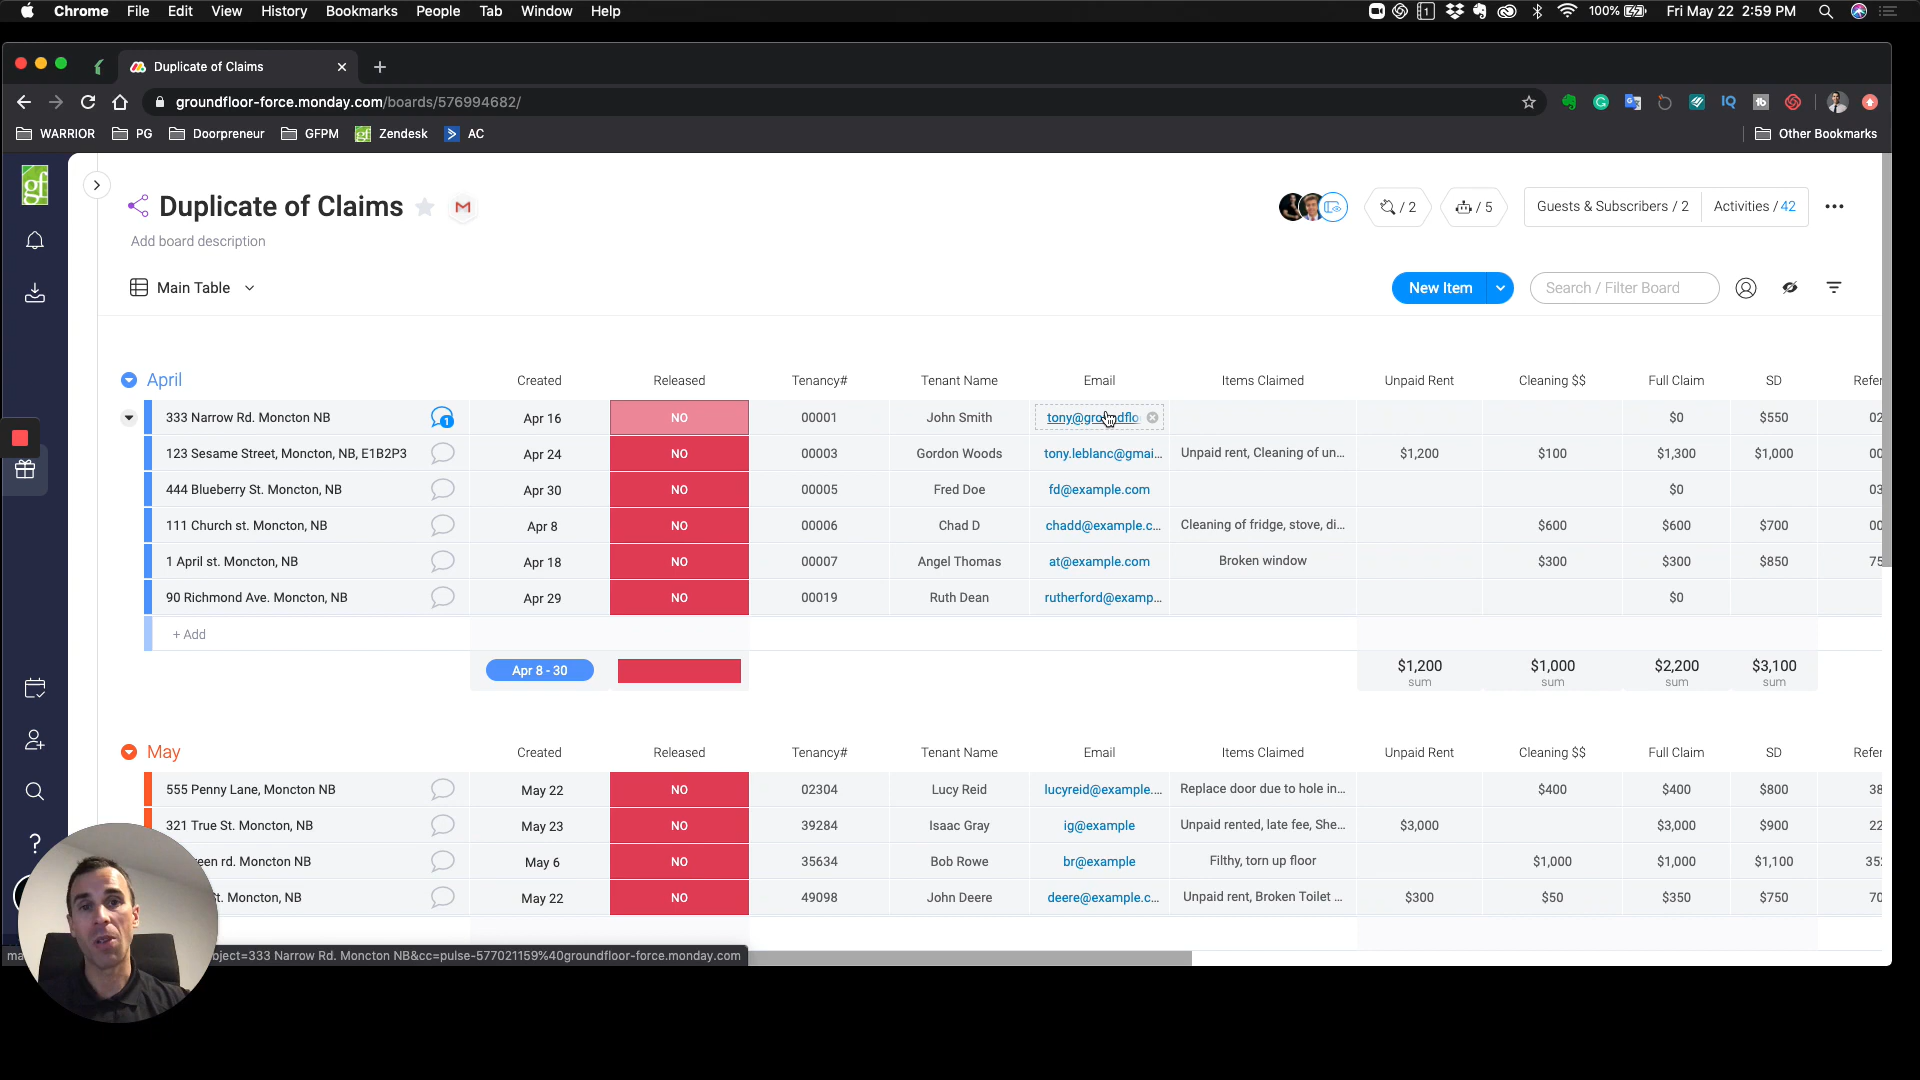 Chrome File Edit View History Bookmarks People Tab Window Help 1 100% Fri May 22 2:59 PM
Duplicate of Claims
groundfloor-force.monday.com/boards/576994682/
WARRIOR PG Doorpreneur GFPM gf Zendesk AC Other Bookmarks
gf
Duplicate of Claims
/ 2 / 5 Guests & Subscribers / 2 Activities / 42
Add board description
Main Table New Item Search / Filter Board
April Created Released Tenancy# Tenant Name Email Items Claimed Unpaid Rent Cleaning $$ Full Claim SD Refer
333 Narrow Rd. Moncton NB 1 Apr 16 NO 00001 John Smith $0 $550 02
123 Sesame Street, Moncton, NB, E1B2P3 Apr 24 NO 00003 Gordon Woods tony.leblanc@gmai... Unpaid rent, Cleaning of un... $1,200 $100 $1,300 $1,000 00
444 Blueberry St. Moncton, NB Apr 30 NO 00005 Fred Doe fd@example.com $0 03
111 Church st. Moncton, NB Apr 8 NO 00006 Chad D chadd@example.c... Cleaning of fridge, stove, di... $600 $600 $700 00
1 April st. Moncton, NB Apr 18 NO 00007 Angel Thomas at@example.com Broken window $300 $300 $850 75
90 Richmond Ave. Moncton, NB Apr 29 NO 00019 Ruth Dean rutherford@examp... $0
+ Add
Apr 8 - 30 $1,200 $1,000 $2,200 $3,100
sum sum sum sum
May Created Released Tenancy# Tenant Name Email Items Claimed Unpaid Rent Cleaning $$ Full Claim SD Refer
555 Penny Lane, Moncton NB May 22 NO 02304 Lucy Reid lucyreid@example.... Replace door due to hole in... $400 $400 $800 38
321 True St. Moncton, NB May 23 NO 39284 Isaac Gray ig@example Unpaid rented, late fee, She... $3,000 $3,000 $900 22
een rd. Moncton NB May 6 NO 35634 Bob Rowe br@example Filthy, torn up floor $1,000 $1,000 $1,100 35
t. Moncton, NB May 22 NO 49098 John Deere deere@example.c... Unpaid rent, Broken Toilet ... $300 $50 $350 $750 70
bject=333 Narrow Rd. Moncton NB&cc=pulse-577021159%40groundfloor-force.monday.com